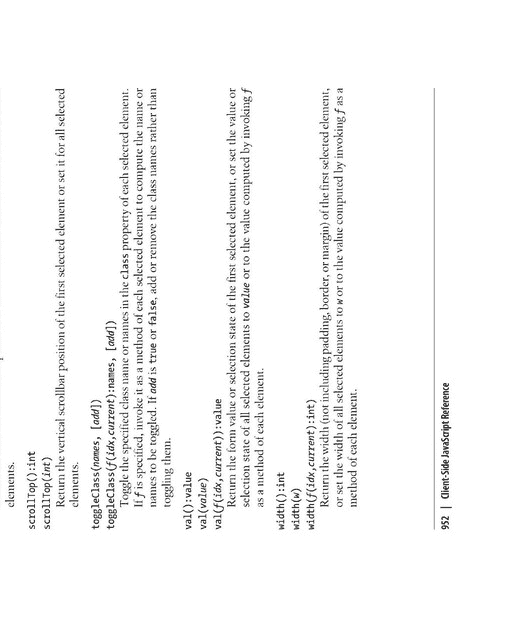 elements.
scrollTop():int
scrollTop(int)
Return the vertical scrollbar position of the first selected element or set it for all selected
elements.
toggleClass(names, [add])
toggleClass(f(idx,current):names, [add])
Toggle the specified class name or names in the class property of each selected element.
If f is specified, invoke it as a method of each selected element to compute the name or
names to be toggled. If add is true or false, add or remove the class names rather than
toggling them.
val():value
val(value)
val(f(idx,current)):value
Return the form value or selection state of the first selected element, or set the value or
selection state of all selected elements to value or to the value computed by invoking f
as a method of each element.
width():int
width(w)
width(f(idx,current):int)
Return the width (not including padding, border, or margin) of the first selected element,
or set the width of all selected elements to w or to the value computed by invoking f as a
method of each element.
952 | Client-Side JavaScript Reference